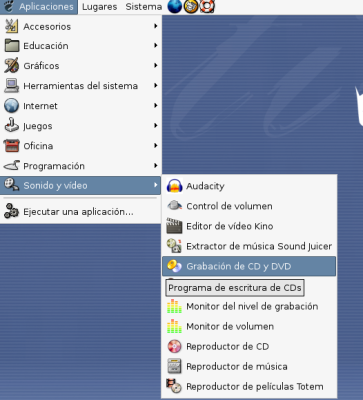 Aplicaciones Lugares Sistema
Accesorios
Educación
Gráficos
Herramientas del sistema
Internet
Juegos
Oficina
Programación
Sonido y vídeo
Ejecutar una aplicación...
Audacity
Control de volumen
Editor de vídeo Kino
Extractor de música Sound Juicer
Grabación de CD y DVD
Programa de escritura de CDs
Monitor del nivel de grabación
Monitor de volumen
Reproductor de CD
Reproductor de música
Reproductor de películas Totem